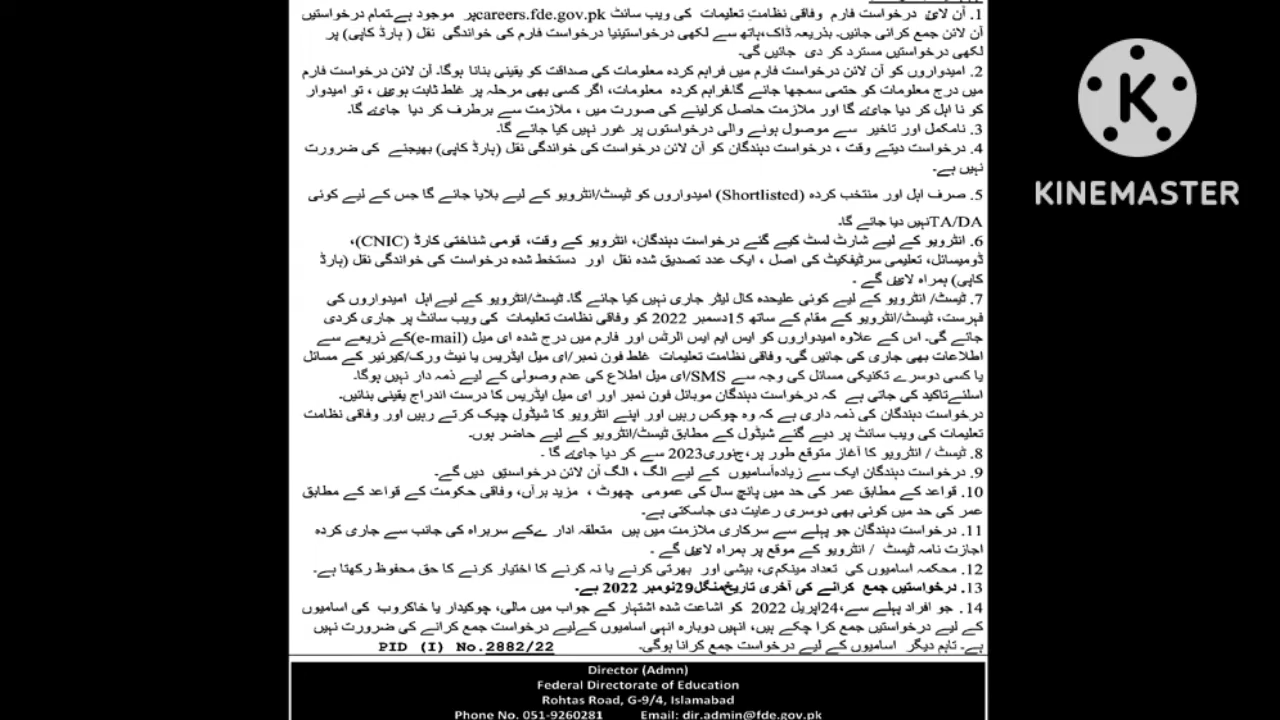 1. آن لائن درخواست فارم وفاقی نظامتِ تعلیمات کی ویب سائٹ careers.fde.gov.pk پر موجود ہے۔تمام درخواستیں
آن لائن جمع کرانی جائیں۔ بذریعہ ڈاک،ہاتھ سے لکھی درخواستیںیا درخواست فارم کی خواندگی نقل ( ہارڈ کاپی) پر
لکھی درخواستیں مسترد کر دی جائیں گی۔
2. امیدواروں کو آن لائن درخواست فارم میں فراہم کردہ معلومات کی صداقت کو یقینی بنانا ہوگا۔ آن لائن درخواست فارم
میں درج معلومات کو حتمی سمجھا جائے گا۔فراہم کردہ معلومات، اگر کسی بھی مرحلہ پر غلط ثابت ہوئیں ، تو امیدوار
کو نا اہل کر دیا جائے گا اور ملازمت حاصل کرلینے کی صورت میں ، ملازمت سے برطرف کر دیا جائے گا۔
3. نامکمل اور تاخیر سے موصول ہونے والی درخواستوں پر غور نہیں کیا جائے گا۔
4. درخواست دیتے وقت ، درخواست دہندگان کو آن لائن درخواست کی خواندگی نقل (ہارڈ کاپی) بھیجنے کی ضرورت
نہیں ہے۔
5. صرف اہل اور منتخب کردہ (Shortlisted) امیدواروں کو ٹیسٹ/انٹرویو کے لیے بلایا جائے گا جس کے لیے کوئی
TA/DA نہیں دیا جائے گا۔
6. انٹرویو کے لیے شارٹ لسٹ کیے گئے درخواست دہندگان، انٹرویو کے وقت، قومی شناختی کارڈ (CNIC)،
ڈومیسائل، تعلیمی سرٹیفکیٹ کی اصل ، ایک عدد تصدیق شدہ نقل اور دستخط شدہ درخواست کی خواندگی نقل (ہارڈ
کاپی) ہمراہ لائیں گے ۔
7. ٹیسٹ/ انٹرویو کے لیے کوئی علیحدہ کال لیٹر جاری نہیں کیا جائے گا۔ ٹیسٹ/انٹرویو کے لیے اہل امیدواروں کی
فہرست، ٹیسٹ/انٹرویو کے مقام کے ساتھ 15دسمبر 2022 کو وفاقی نظامت تعلیمات کی ویب سائٹ پر جاری کردی
جائے گی۔ اس کے علاوہ امیدواروں کو ایس ایم ایس الرٹس اور فارم میں درج شدہ ای میل (e-mail)کے ذریعے سے
اطلاعات بھی جاری کی جائیں گی۔ وفاقی نظامت تعلیمات غلط فون نمبر/ای میل ایڈریس یا نیٹ ورک/کیرئیر کے مسائل
یا کسی دوسرے تکنیکی مسائل کی وجہ سے SMS/ای میل اطلاع کی عدم وصولی کے لیے ذمہ دار نہیں ہوگا۔
اسلئے تاکید کی جاتی ہے کہ درخواست دہندگان موبائل فون نمبر اور ای میل ایڈریس کا درست اندراج یقینی بنائیں۔
درخواست دہندگان کی ذمہ داری ہے کہ وہ چوکس رہیں اور اپنے انٹرویو کا شیڈول چیک کرتے رہیں اور وفاقی نظامت
تعلیمات کی ویب سائٹ پر دیے گئے شیڈول کے مطابق ٹیسٹ/انٹرویو کے لیے حاضر ہوں۔
8. ٹیسٹ / انٹرویو کا آغاز متوقع طور پر،جنوری2023 سے کر دیا جائے گا ۔
9. درخواست دہندگان ایک سے زیادہ آسامیوں کے لیے الگ ، الگ آن لائن درخواستیں دیں گے۔
10. قواعد کے مطابق عمر کی حد میں پانچ سال کی عمومی چھوٹ ، مزید برآں، وفاقی حکومت کے قواعد کے مطابق
عمر کی حد میں کوئی بھی دوسری رعایت دی جاسکتی ہے۔
11. درخواست دہندگان جو پہلے سے سرکاری ملازمت میں ہیں متعلقہ ادارے کے سربراہ کی جانب سے جاری کردہ
اجازت نامہ ٹیسٹ / انٹرویو کے موقع پر ہمراہ لائیں گے ۔
12. محکمہ اسامیوں کی تعداد میںکمی، بیشی اور بھرتی کرنے یا نہ کرنے کا اختیار کرنے کا حق محفوظ رکھتا ہے۔
13. درخواستیں جمع کرانے کی آخری تاریخ منگل29نومبر 2022 ہے۔
14. جو افراد پہلے سے،24اپریل 2022 کو اشاعت شدہ اشتہار کے جواب میں مالی، چوکیدار یا خاکروب کی اسامیوں
کے لیے درخواستیں جمع کرا چکے ہیں، انہیں دوبارہ انہی اسامیوں کےلیے درخواست جمع کرانے کی ضرورت نہیں
ہے۔ تاہم دیگر اسامیوں کے لیے درخواست جمع کرانا ہوگی۔
PID (I) No.2882/22
Director (Admn)
Federal Directorate of Education
Rohtas Road, G-9/4, Islamabad
Phone No. 051-9260281 Email: dir.admin@fde.gov.pk
K
KINEMASTER